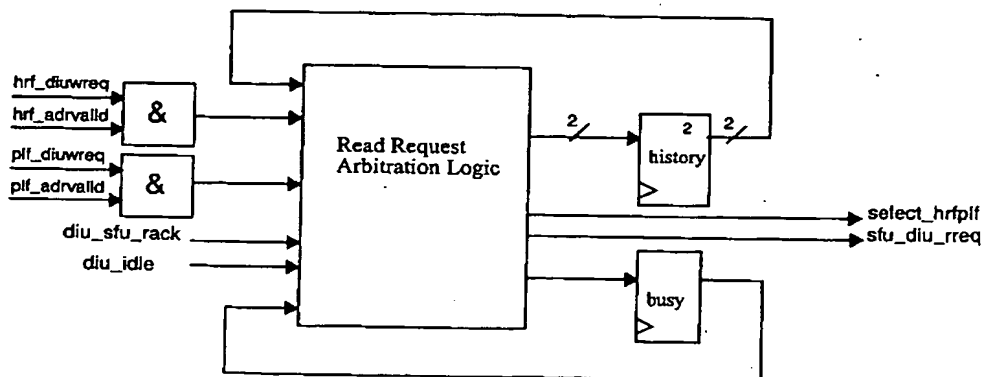 hrf_diuwreq
hrf_adrvalid
&
plf_diuwreq
plf_adrvalid
&
diu_sfu_rack
diu_idle
Read Request
Arbitration Logic
2
2
2
history
select_hrfplf
sfu_diu_rreq
busy